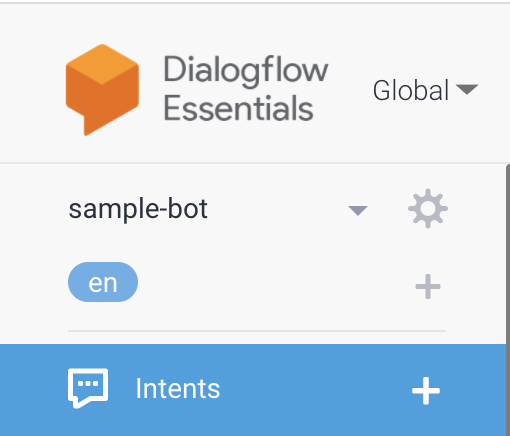 Dialogflow
Essentials
Global
sample-bot
en
Intents